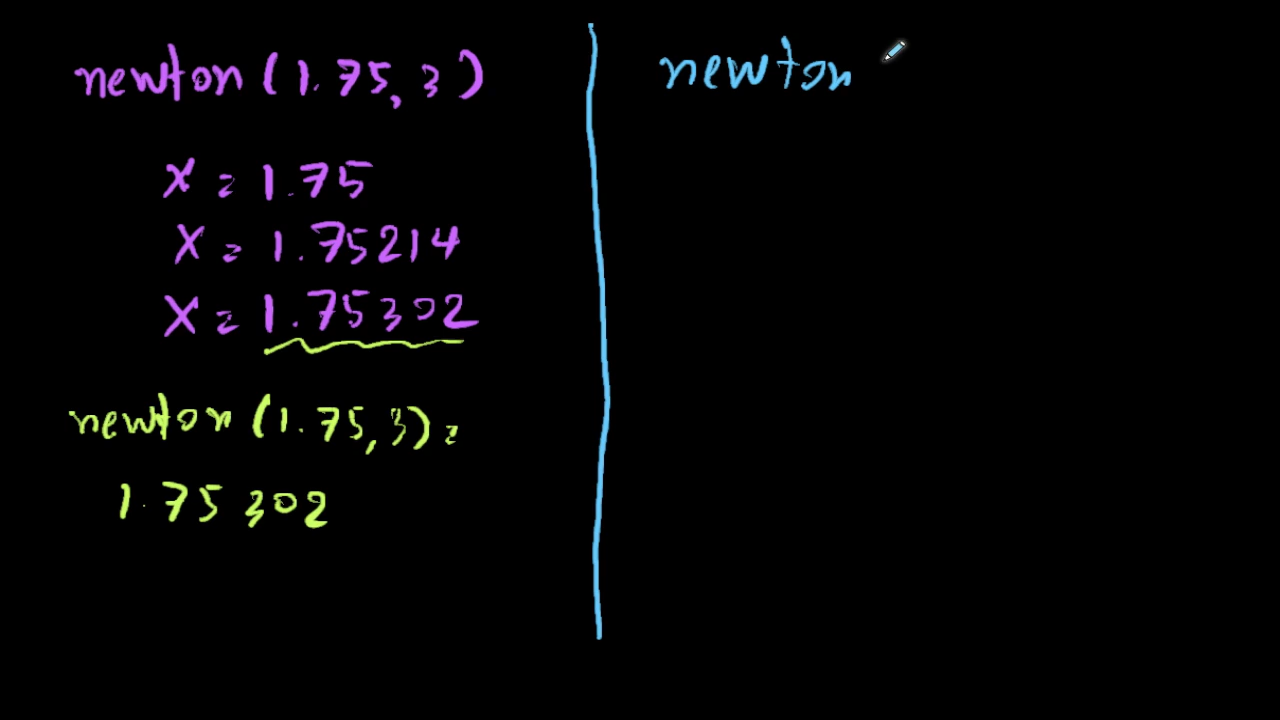 newton (1.75, 3)
x = 1.75
x = 1.75214
x = 1.75302
newton (1.75, 3) =
1.75302
newton